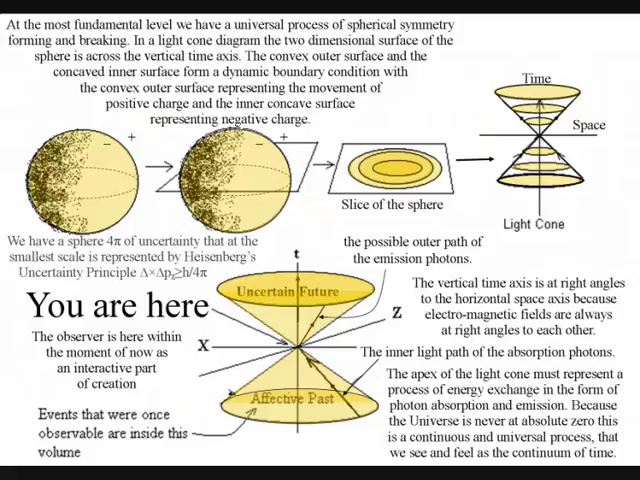 At the most fundamental level we have a universal process of spherical symmetry
forming and breaking. In a light cone diagram the two dimensional surface of the
sphere is across the vertical time axis. The convex outer surface and the
concaved inner surface form a dynamic boundary condition with
the convex outer surface representing the movement of
positive charge and the inner concave surface
representing negative charge.
− +
− +
Time
Space
Slice of the sphere
Light Cone
We have a sphere 4π of uncertainty that at the
smallest scale is represented by Heisenberg's
Uncertainty Principle Δ×Δpₓ≥h/4π
the possible outer path of
the emission photons.
t
Uncertain Future
You are here
Z
X
The vertical time axis is at right angles
to the horizontal space axis because
electro-magnetic fields are always
at right angles to each other.
The observer is here within
the moment of now as
an interactive part
of creation
The inner light path of the absorption photons.
Affective Past
Events that were once
observable are inside this
volume
The apex of the light cone must represent a
process of energy exchange in the form of
photon absorption and emission. Because
the Universe is never at absolute zero this
is a continuous and universal process, that
we see and feel as the continuum of time.